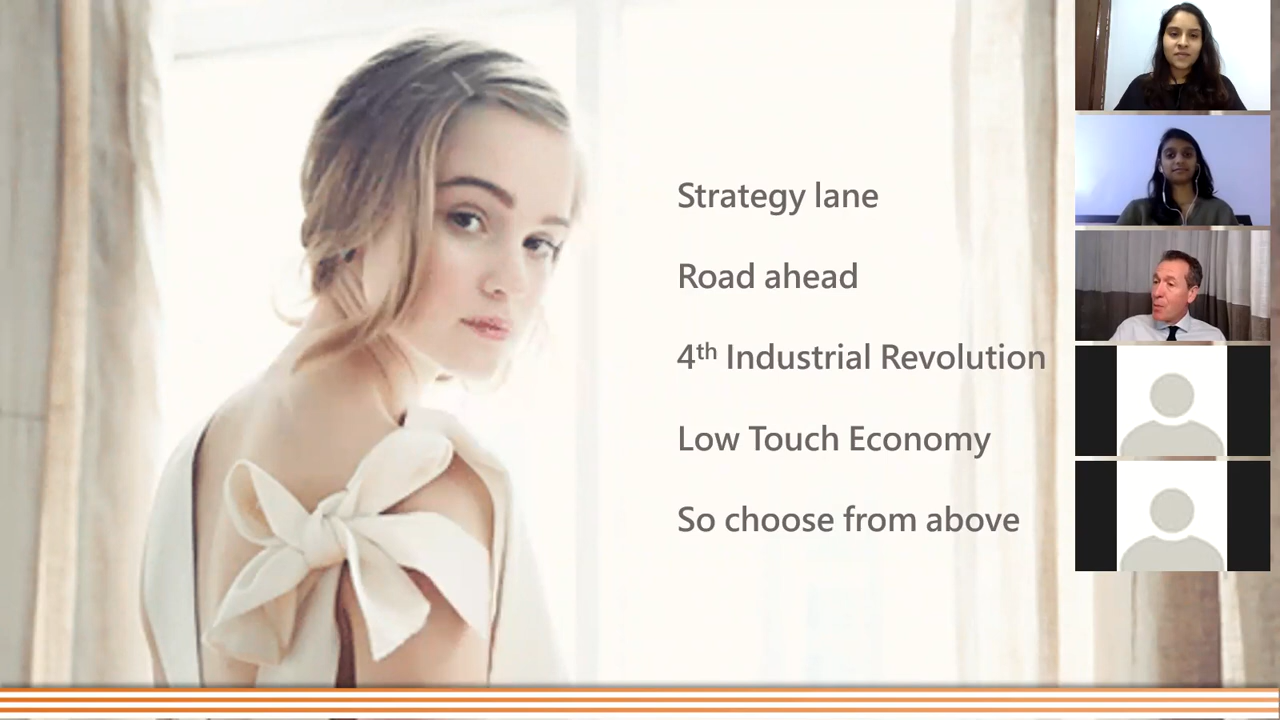 Strategy lane
Road ahead
4th Industrial Revolution
Low Touch Economy
So choose from above